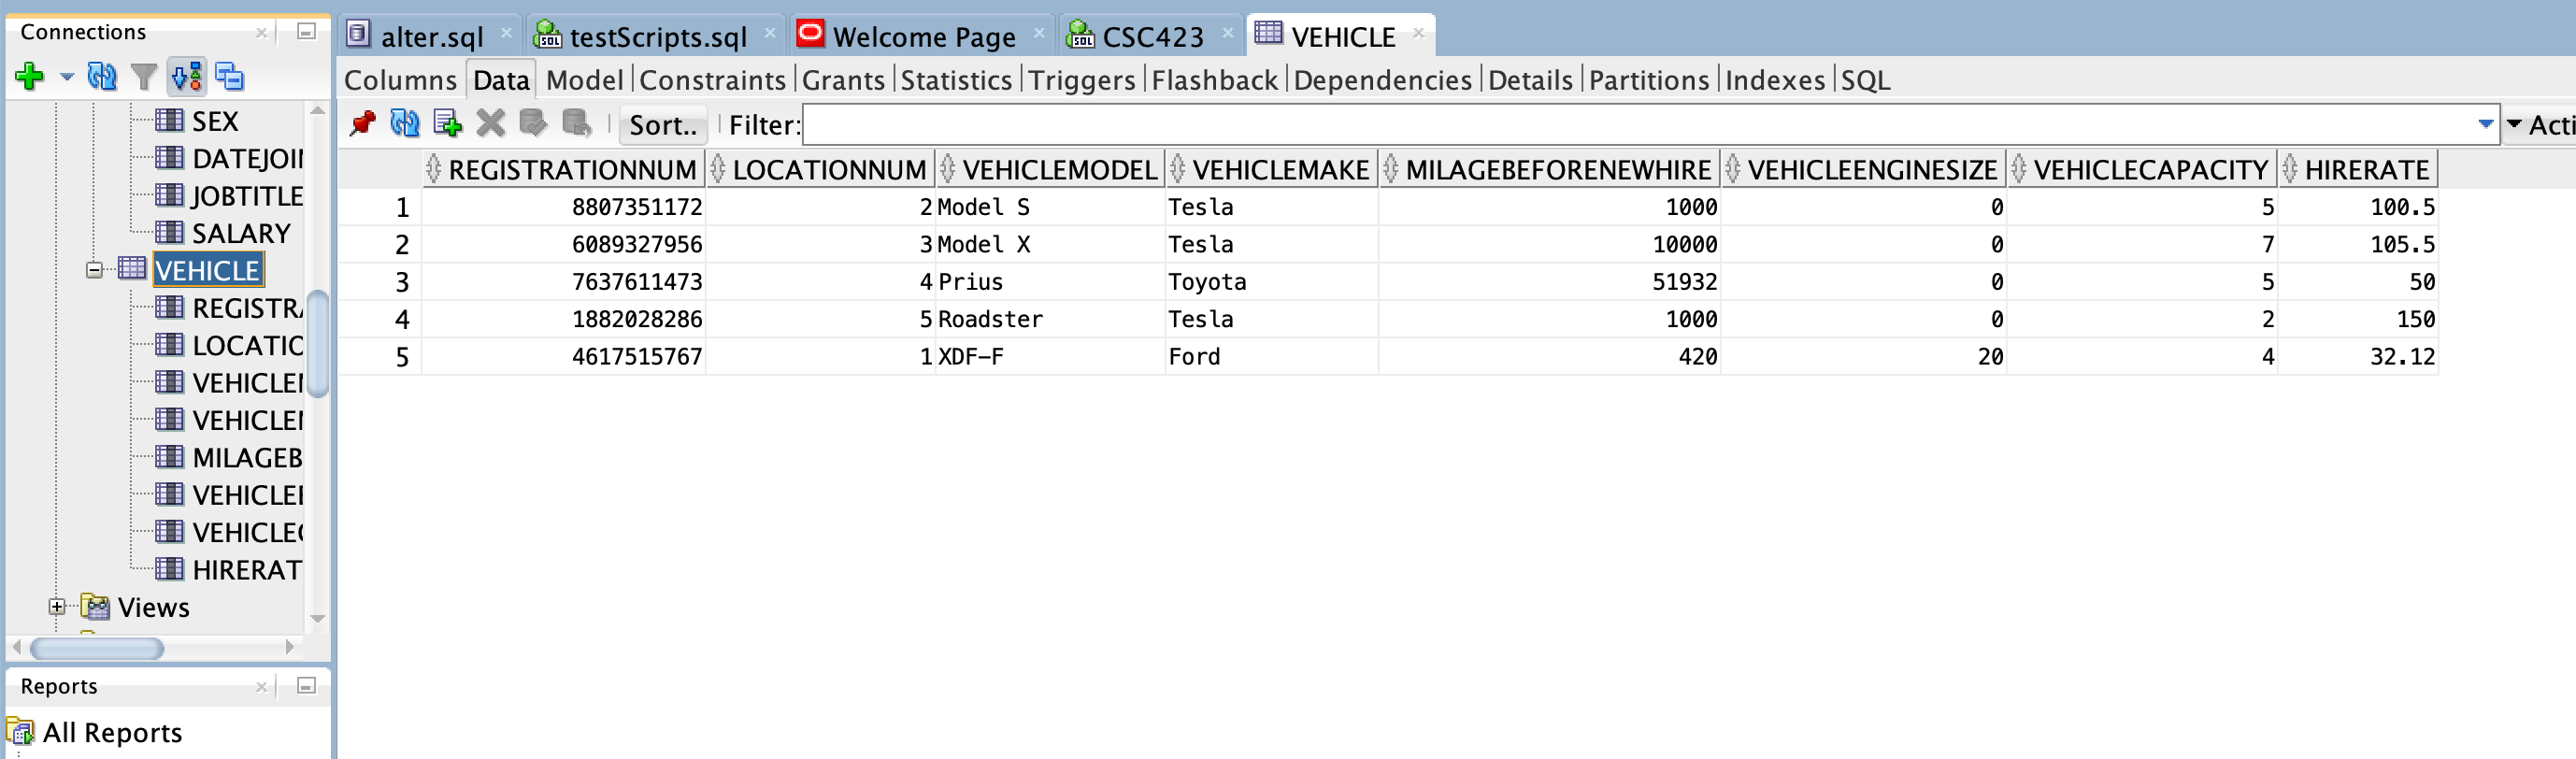 Connections
alter.sql testScripts.sql Welcome Page CSC423 VEHICLE
Columns Data Model Constraints Grants Statistics Triggers Flashback Dependencies Details Partitions Indexes SQL
Sort.. Filter: Acti
SEX
DATEJOI
JOBTITLE
SALARY
VEHICLE
REGISTR
LOCATIO
VEHICLE
VEHICLE
MILAGEB
VEHICLE
VEHICLE
HIRERAT
Views
Reports
All Reports
REGISTRATIONNUM LOCATIONNUM VEHICLEMODEL VEHICLEMAKE MILAGEBEFORENEWHIRE VEHICLEENGINESIZE VEHICLECAPACITY HIRERATE
1 8807351172 2 Model S Tesla 1000 0 5 100.5
2 6089327956 3 Model X Tesla 10000 0 7 105.5
3 7637611473 4 Prius Toyota 51932 0 5 50
4 1882028286 5 Roadster Tesla 1000 0 2 150
5 4617515767 1 XDF-F Ford 420 20 4 32.12